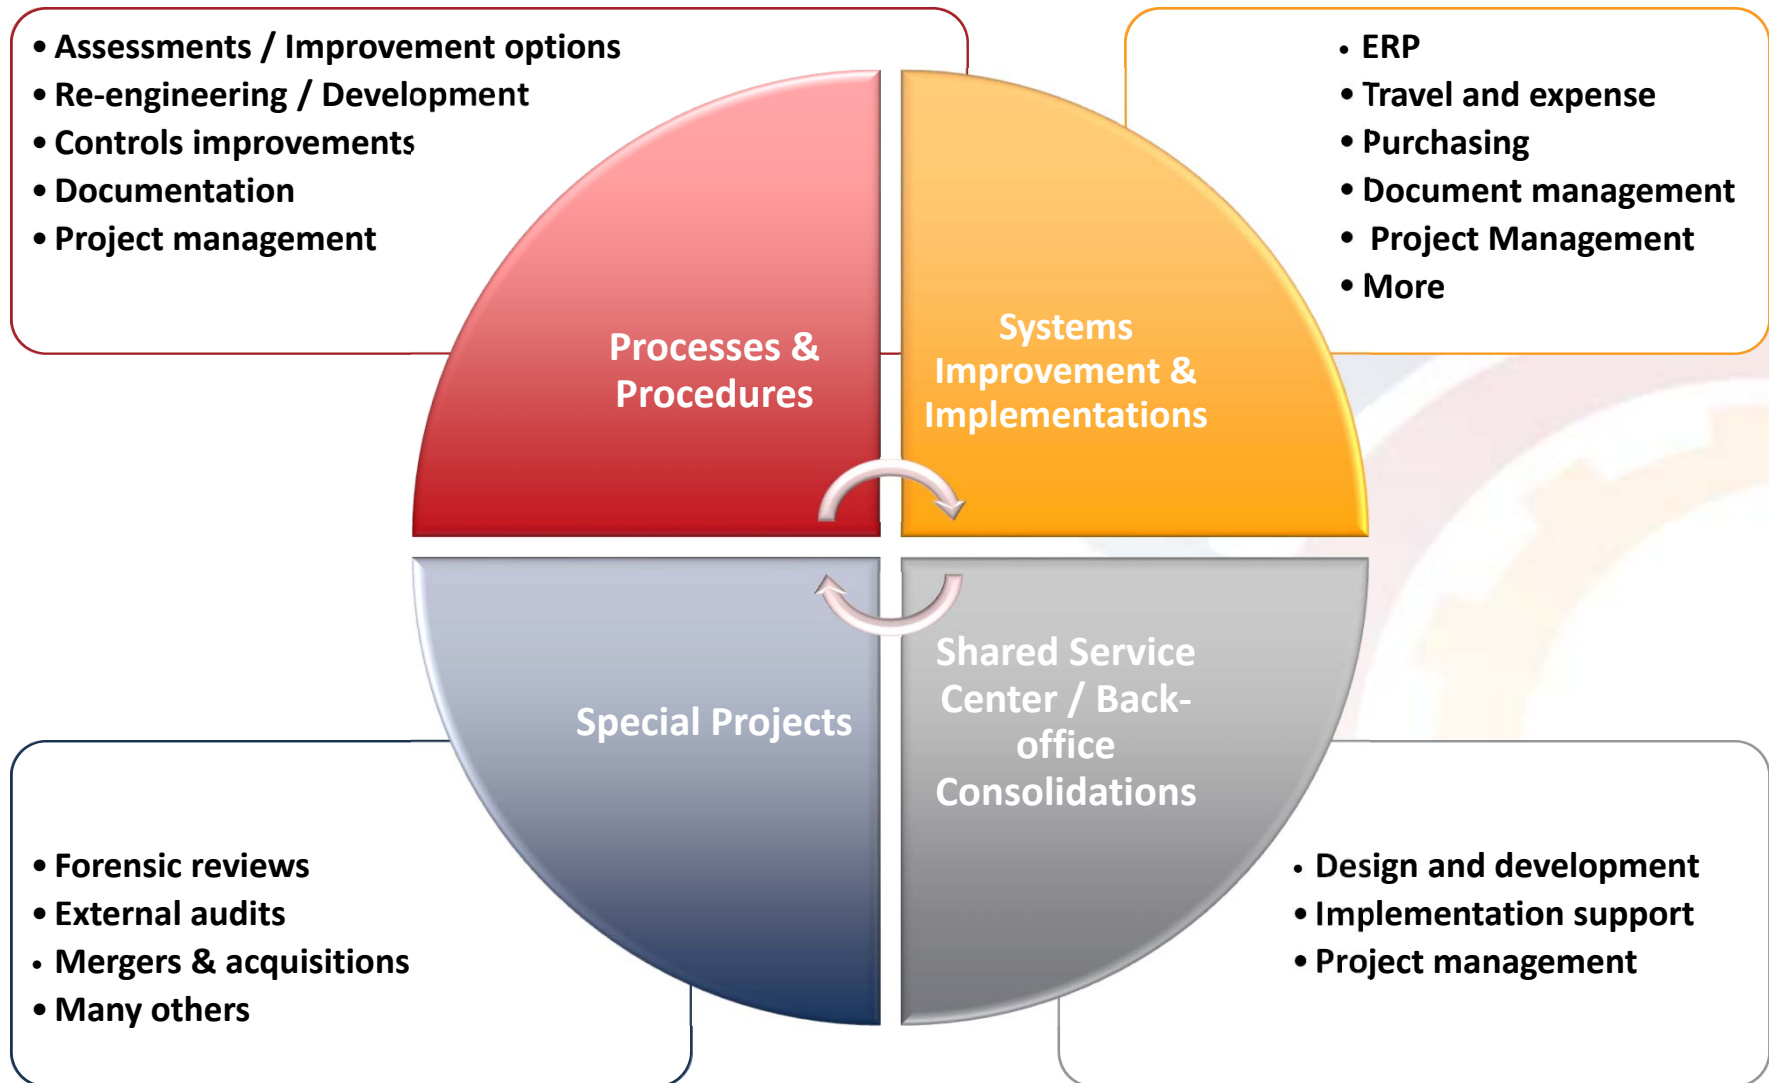 • Assessments / Improvement options
• Re-engineering / Development
• Controls improvements
• Documentation
• Project management
• ERP
• Travel and expense
• Purchasing
• Document management
• Project Management
• More
Processes &
Procedures
Systems
Improvement &
Implementations
Special Projects
Shared Service
Center / Back-
office
Consolidations
• Forensic reviews
• External audits
• Mergers & acquisitions
• Many others
• Design and development
• Implementation support
• Project management